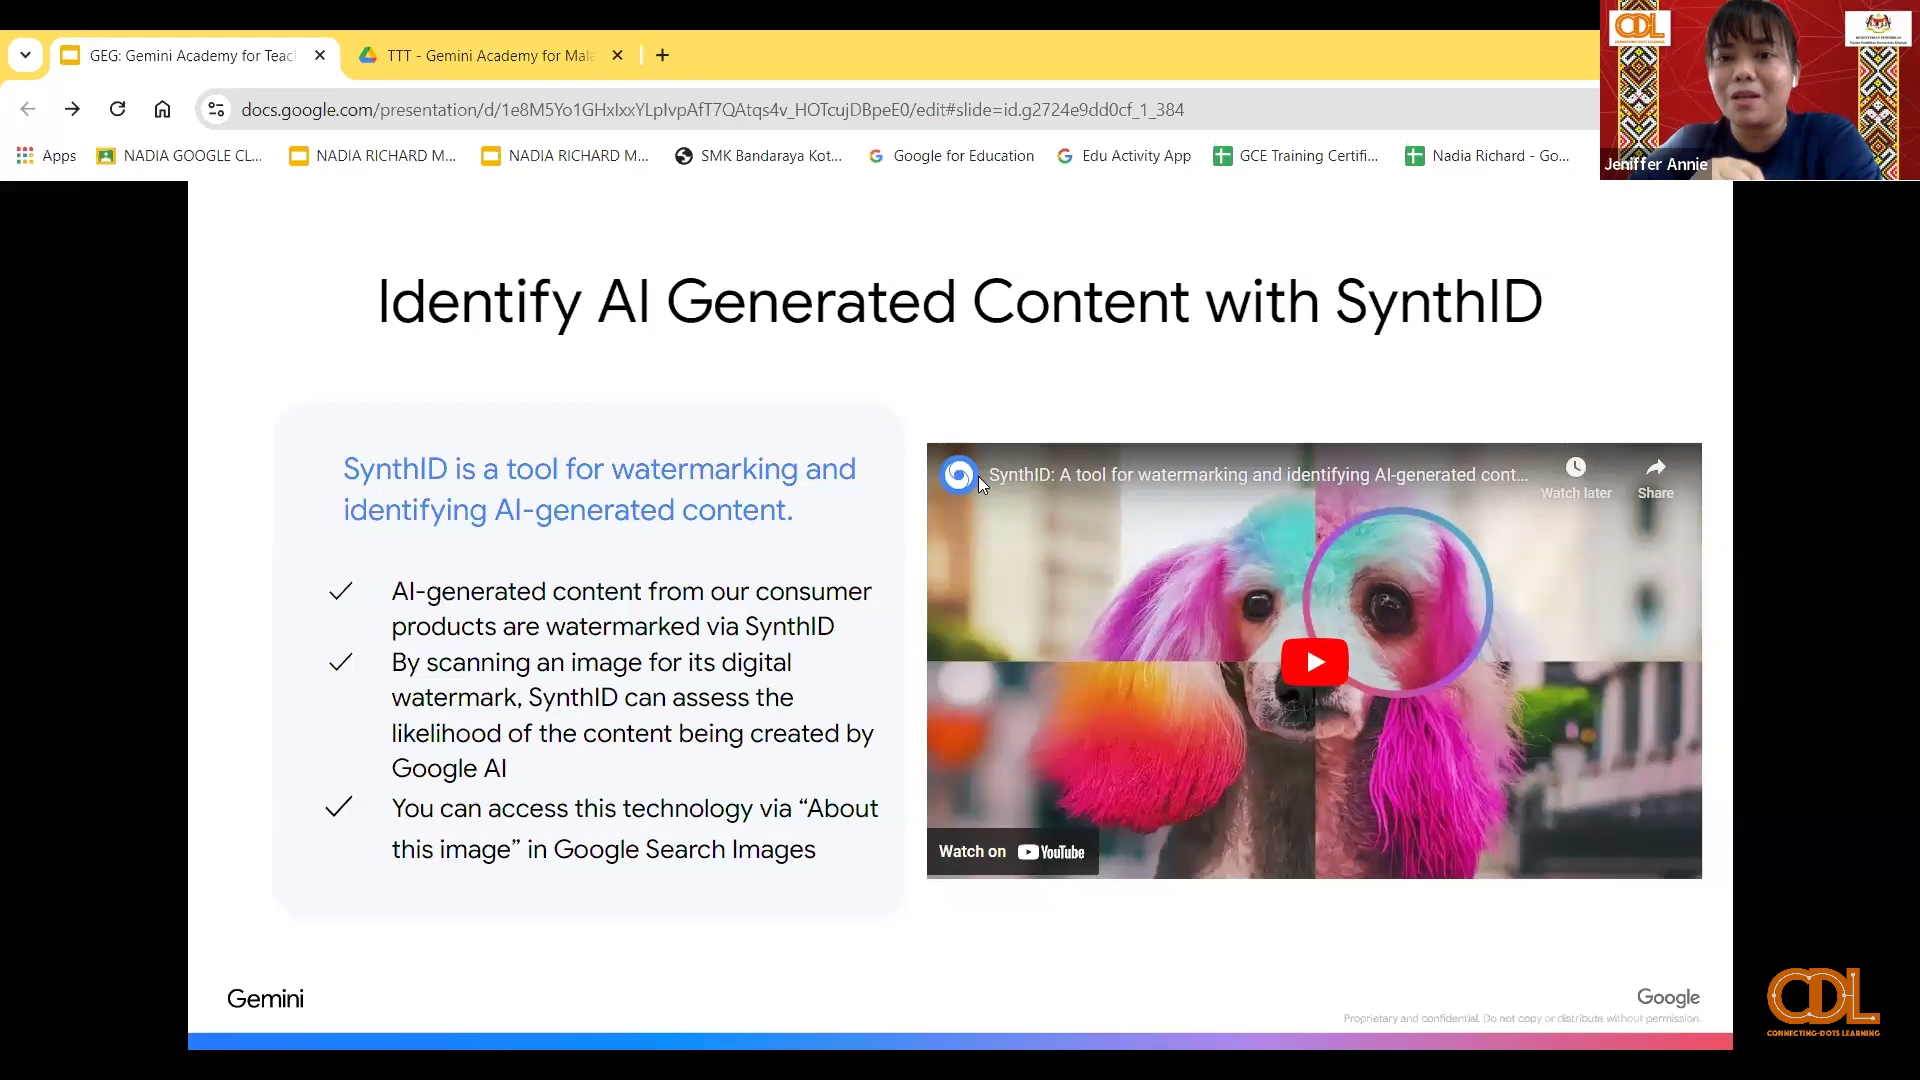 GEG: Gemini Academy for Teac
TTT - Gemini Academy for Mala
docs.google.com/presentation/d/1e8M5Yo1GHxIxxYLpIvpAfT7QAtqs4v_HOTcujDBpeE0/edit#slide=id.g2724e9dd0cf_1_384
Apps
NADIA GOOGLE CL...
NADIA RICHARD M...
NADIA RICHARD M...
SMK Bandaraya Kot...
Google for Education
Edu Activity App
GCE Training Certifi...
Nadia Richard - Go...
CDL
Jeniffer Annie
Identify AI Generated Content with SynthID
SynthID is a tool for watermarking and
identifying AI-generated content.
✓ AI-generated content from our consumer
products are watermarked via SynthID
✓ By scanning an image for its digital
watermark, SynthID can assess the
likelihood of the content being created by
Google AI
✓ You can access this technology via “About
this image” in Google Search Images
SynthID: A tool for watermarking and identifying AI-generated cont...
Watch later
Share
Watch on YouTube
Gemini
Google
Proprietary and confidential. Do not copy or distribute without permission.
CDL
CONNECTING-DOTS LEARNING